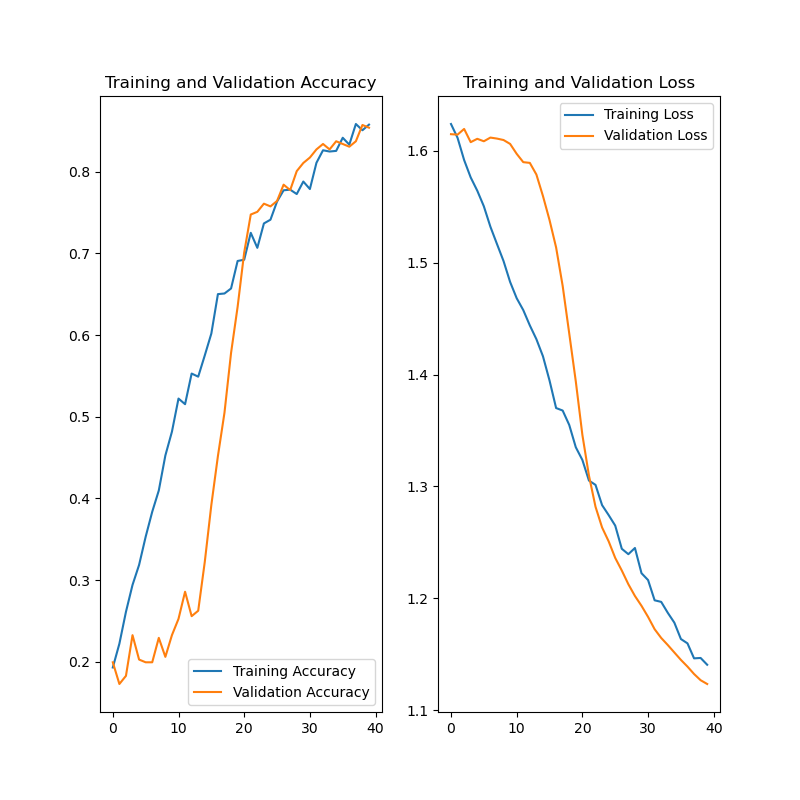 Training and Validation Accuracy
0.8
0.7
0.6
0.5
0.4
0.3
0.2
Training Accuracy
Validation Accuracy
0 10 20 30 40
Training and Validation Loss
Training Loss
Validation Loss
1.6
1.5
1.4
1.3
1.2
1.1
0 10 20 30 40